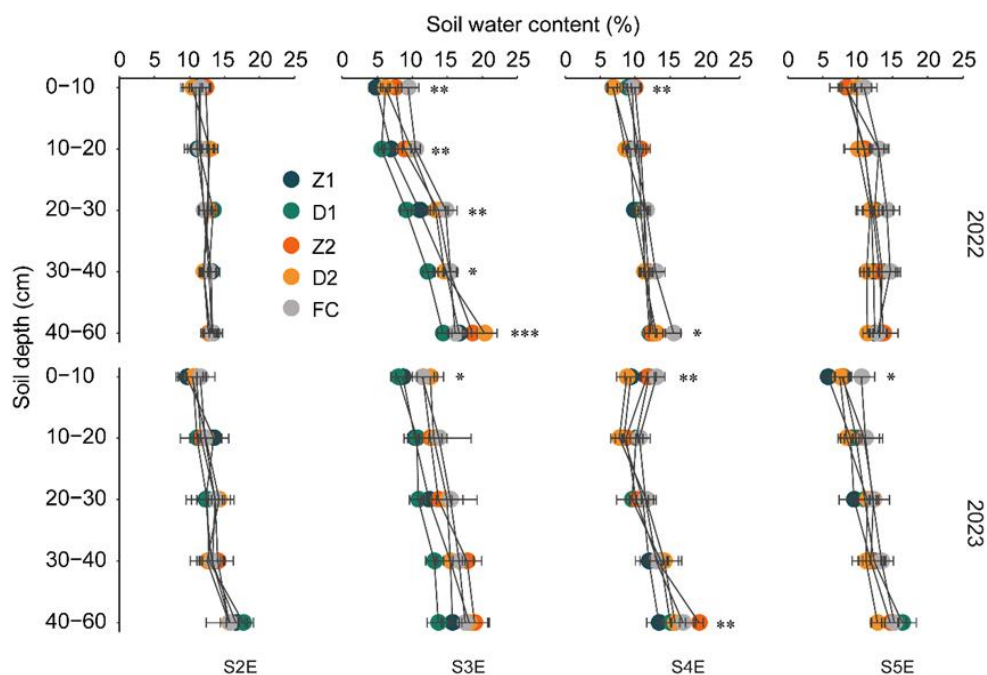 Soil water content (%)
0 5 10 15 20 25 0 5 10 15 20 25 0 5 10 15 20 25 0 5 10 15 20 25
0–10 ** **
10–20 **
Z1
D1
20–30 **
Z2
D2
30–40 *
FC
40–60 *** *
2022
Soil depth (cm)
0–10 * ** *
10–20
20–30
30–40
40–60 **
2023
S2E S3E S4E S5E